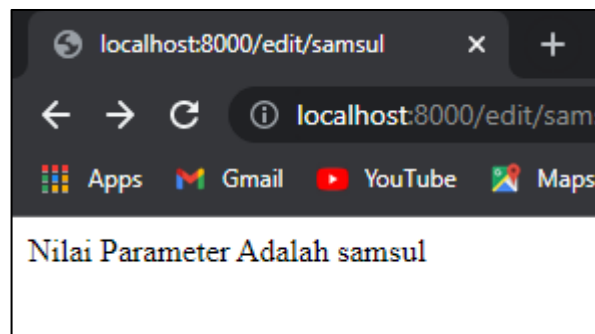 localhost:8000/edit/samsul
localhost:8000/edit/sam
Apps Gmail YouTube Maps
Nilai Parameter Adalah samsul